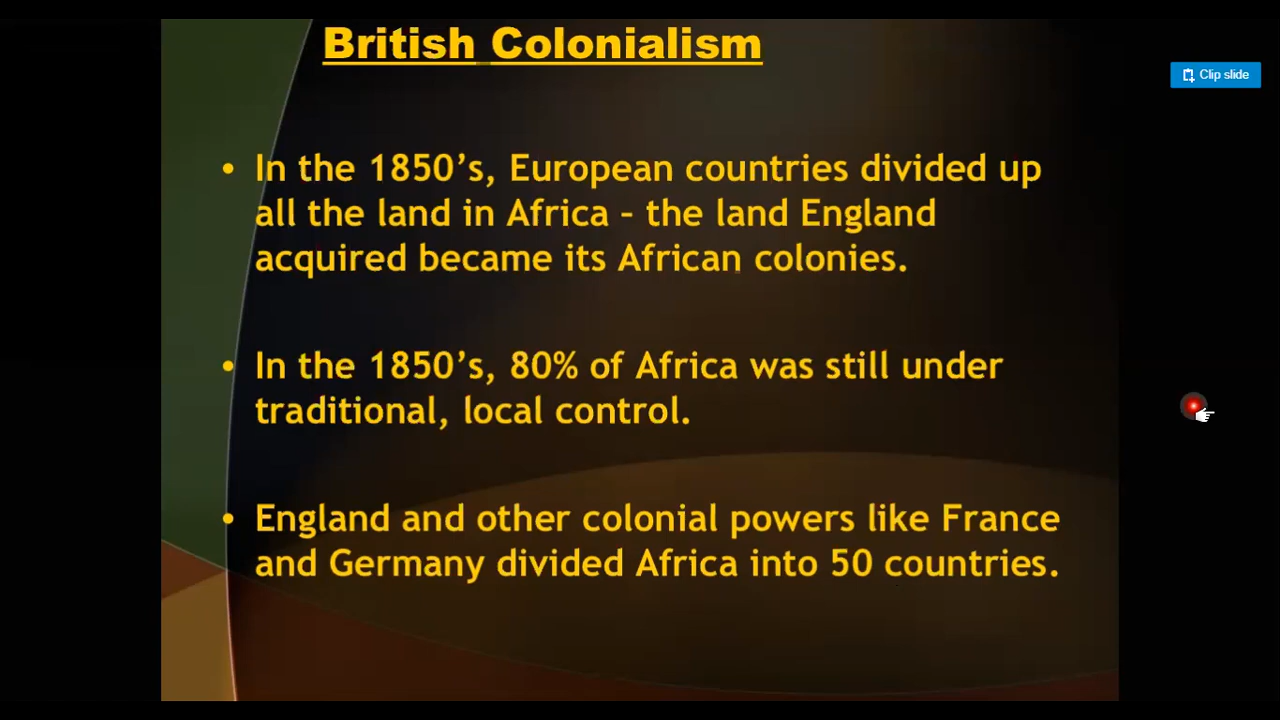 British Colonialism
Clip slide
• In the 1850’s, European countries divided up
all the land in Africa – the land England
acquired became its African colonies.
• In the 1850’s, 80% of Africa was still under
traditional, local control.
• England and other colonial powers like France
and Germany divided Africa into 50 countries.